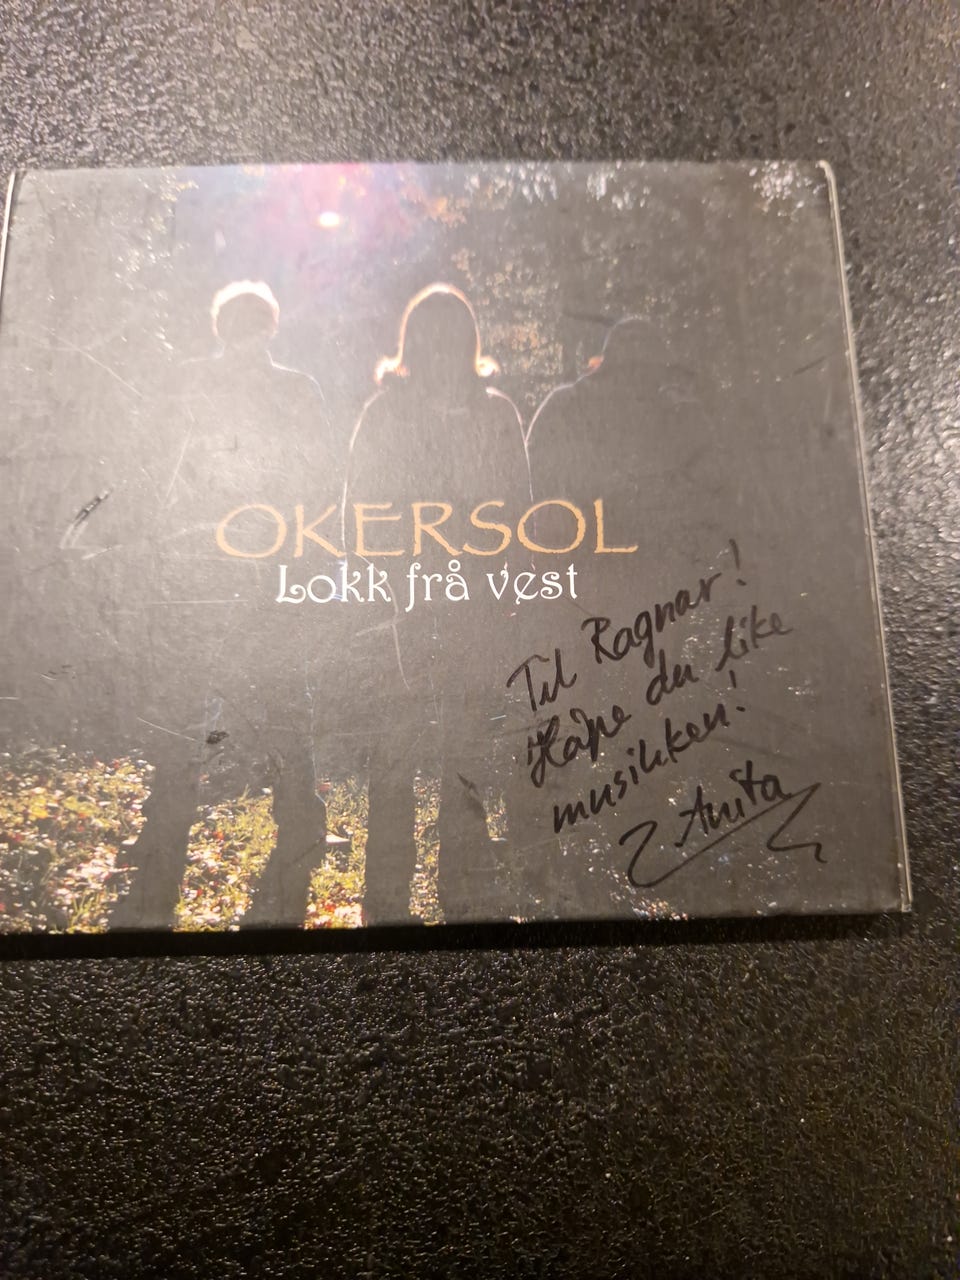 OKERSOL
Lokk frå vest
Til Ragnar!
Håpe du like
musikken!
Anita